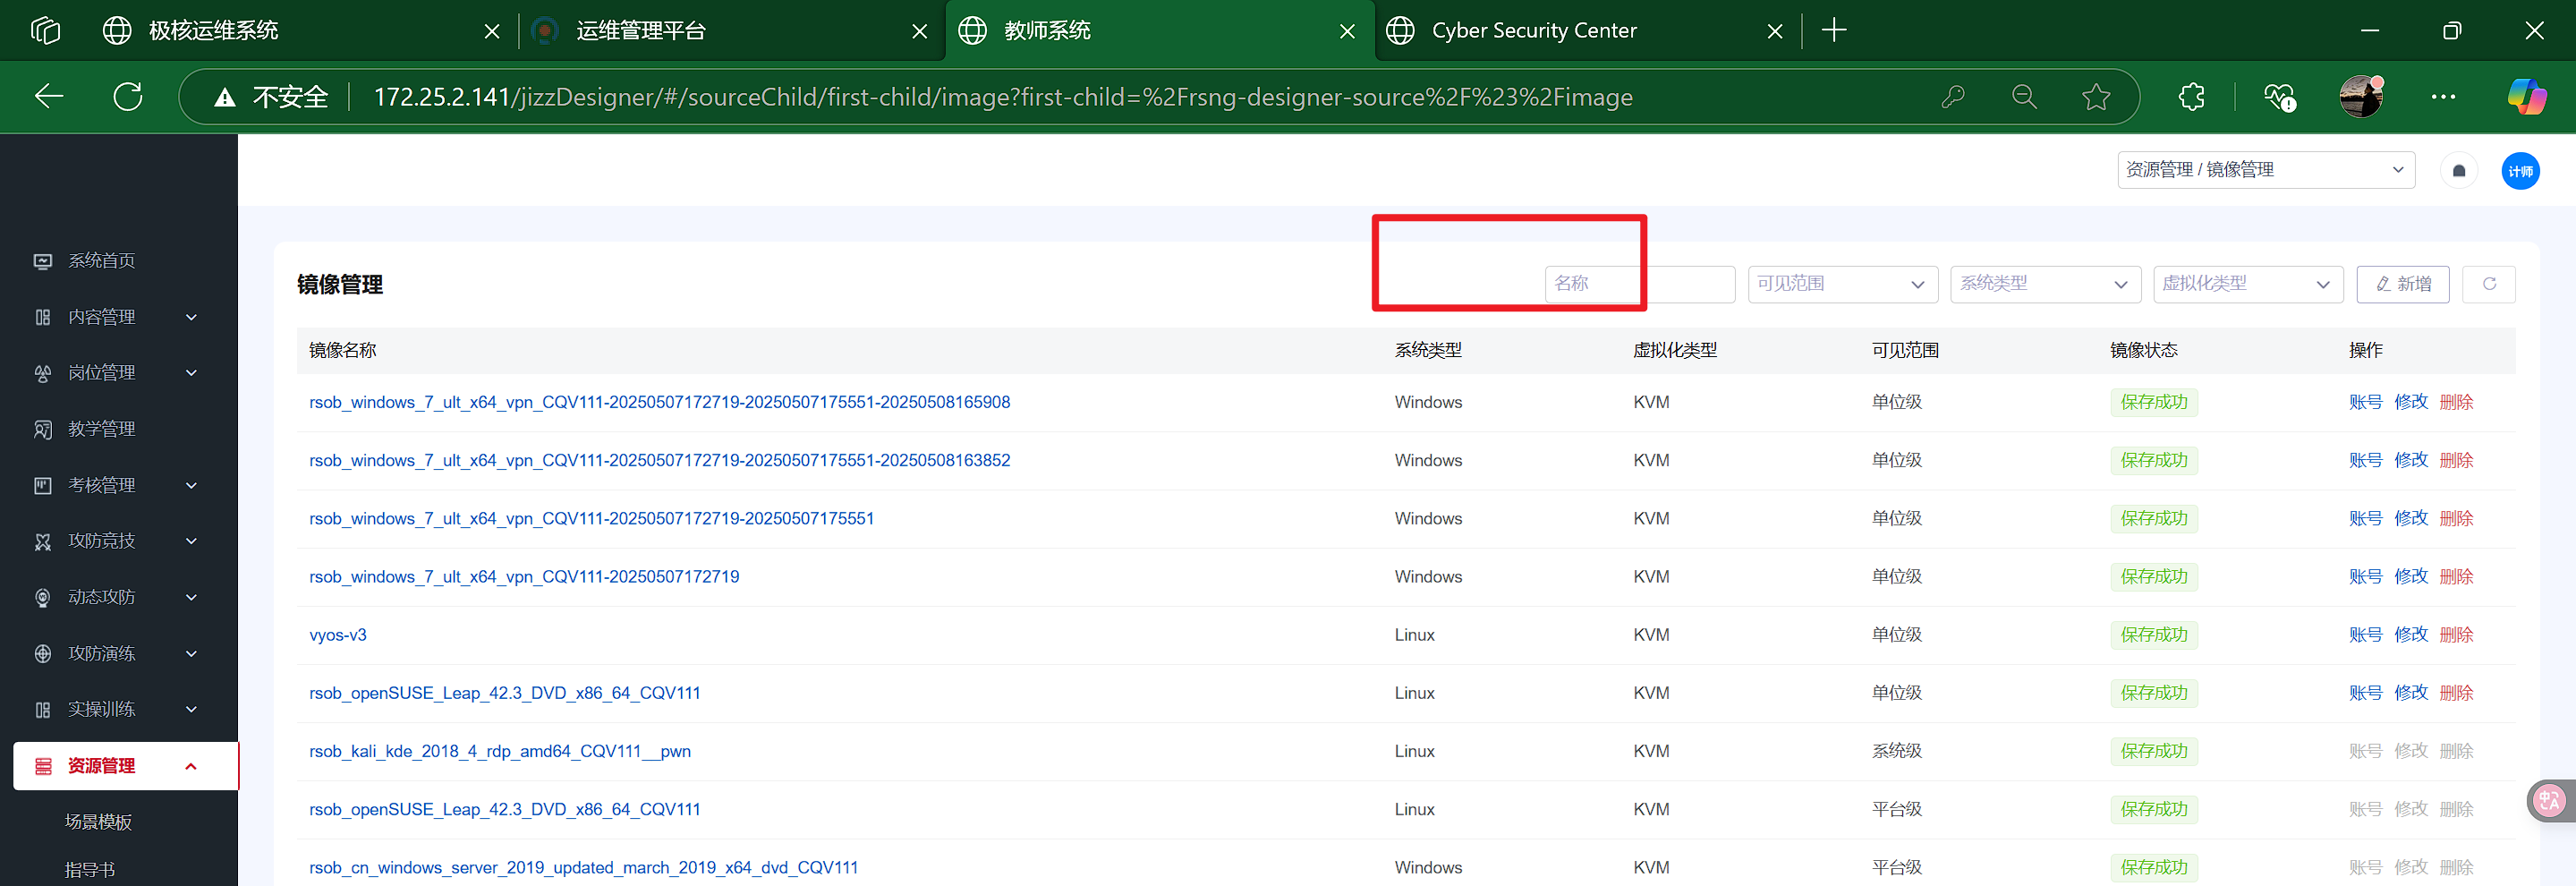 极核运维系统
运维管理平台
教师系统
Cyber Security Center
不安全
172.25.2.141/jizzDesigner/#/sourceChild/first-child/image?first-child=%2Frsng-designer-source%2F%23%2Fimage
资源管理 / 镜像管理
计师
系统首页
内容管理
岗位管理
教学管理
考核管理
攻防竞技
动态攻防
攻防演练
实操训练
资源管理
场景模板
指导书
镜像管理
名称
可见范围
系统类型
虚拟化类型
新增
镜像名称 系统类型 虚拟化类型 可见范围 镜像状态 操作
rsob_windows_7_ult_x64_vpn_CQV111-20250507172719-20250507175551-20250508165908 Windows KVM 单位级 保存成功 账号 修改 删除
rsob_windows_7_ult_x64_vpn_CQV111-20250507172719-20250507175551-20250508163852 Windows KVM 单位级 保存成功 账号 修改 删除
rsob_windows_7_ult_x64_vpn_CQV111-20250507172719-20250507175551 Windows KVM 单位级 保存成功 账号 修改 删除
rsob_windows_7_ult_x64_vpn_CQV111-20250507172719 Windows KVM 单位级 保存成功 账号 修改 删除
vyos-v3 Linux KVM 单位级 保存成功 账号 修改 删除
rsob_openSUSE_Leap_42.3_DVD_x86_64_CQV111 Linux KVM 单位级 保存成功 账号 修改 删除
rsob_kali_kde_2018_4_rdp_amd64_CQV111__pwn Linux KVM 系统级 保存成功 账号 修改 删除
rsob_openSUSE_Leap_42.3_DVD_x86_64_CQV111 Linux KVM 平台级 保存成功 账号 修改 删除
rsob_cn_windows_server_2019_updated_march_2019_x64_dvd_CQV111 Windows KVM 平台级 保存成功 账号 修改 删除